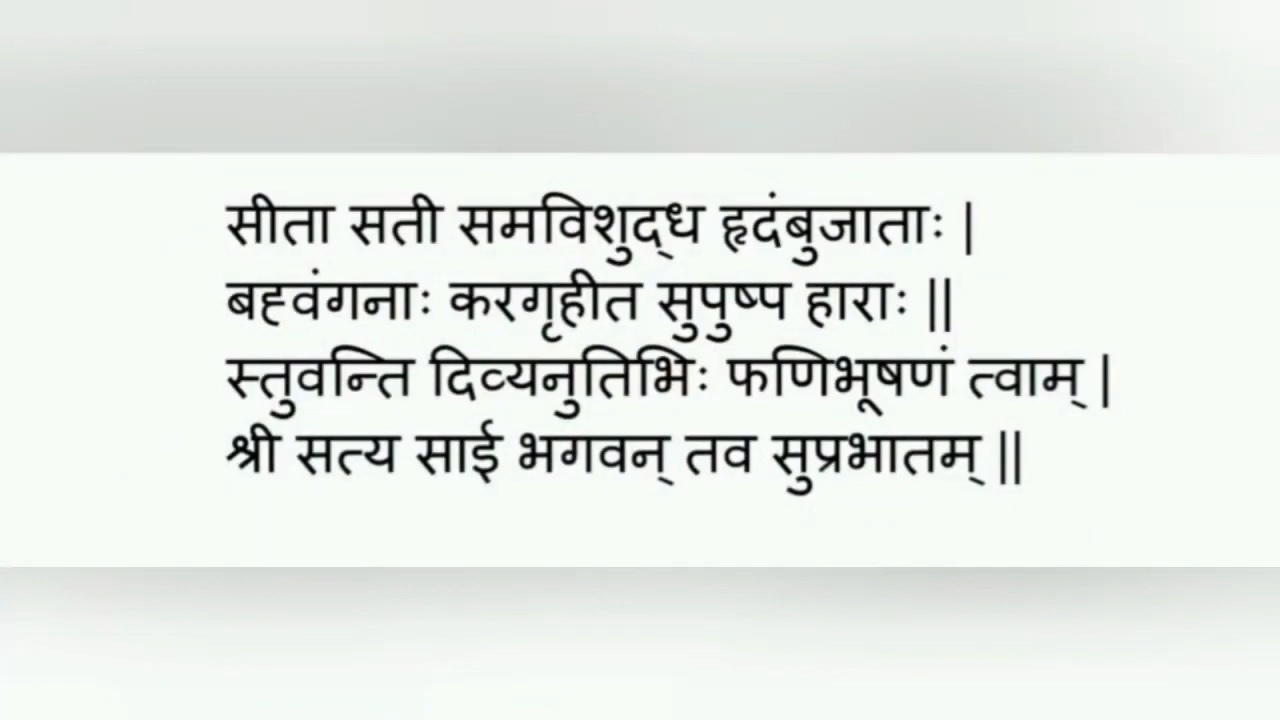 सीता सती समविशुद्ध हृदंबुजाताः |
बह्वंगनाः करगृहीत सुपुष्प हाराः ||
स्तुवन्ति दिव्यनुतिभिः फणिभूषणं त्वाम् |
श्री सत्य साई भगवन् तव सुप्रभातम् ||